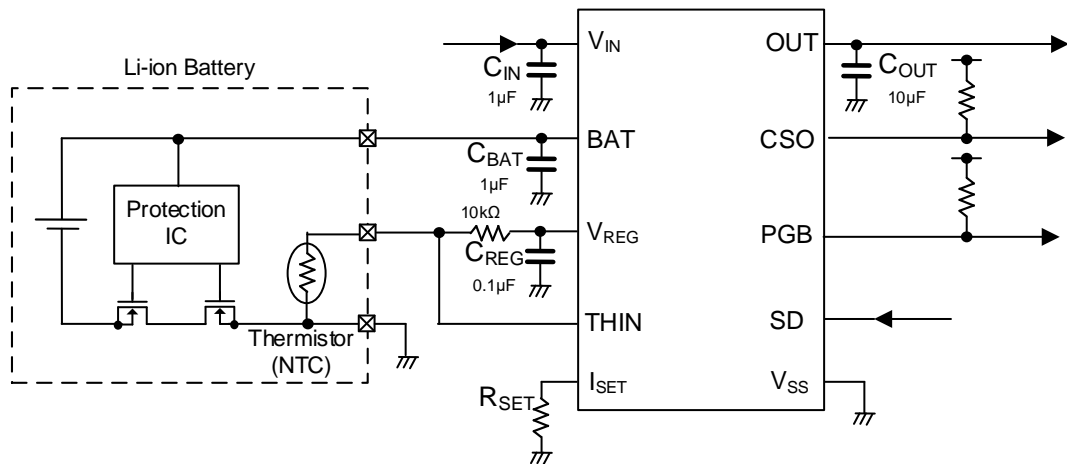 Li-ion Battery
Protection
IC
Thermistor
(NTC)
CIN
1µF
CBAT
1µF
10kΩ
CREG
0.1µF
RSET
VIN
BAT
VREG
THIN
ISET
OUT
CSO
PGB
SD
VSS
COUT
10µF